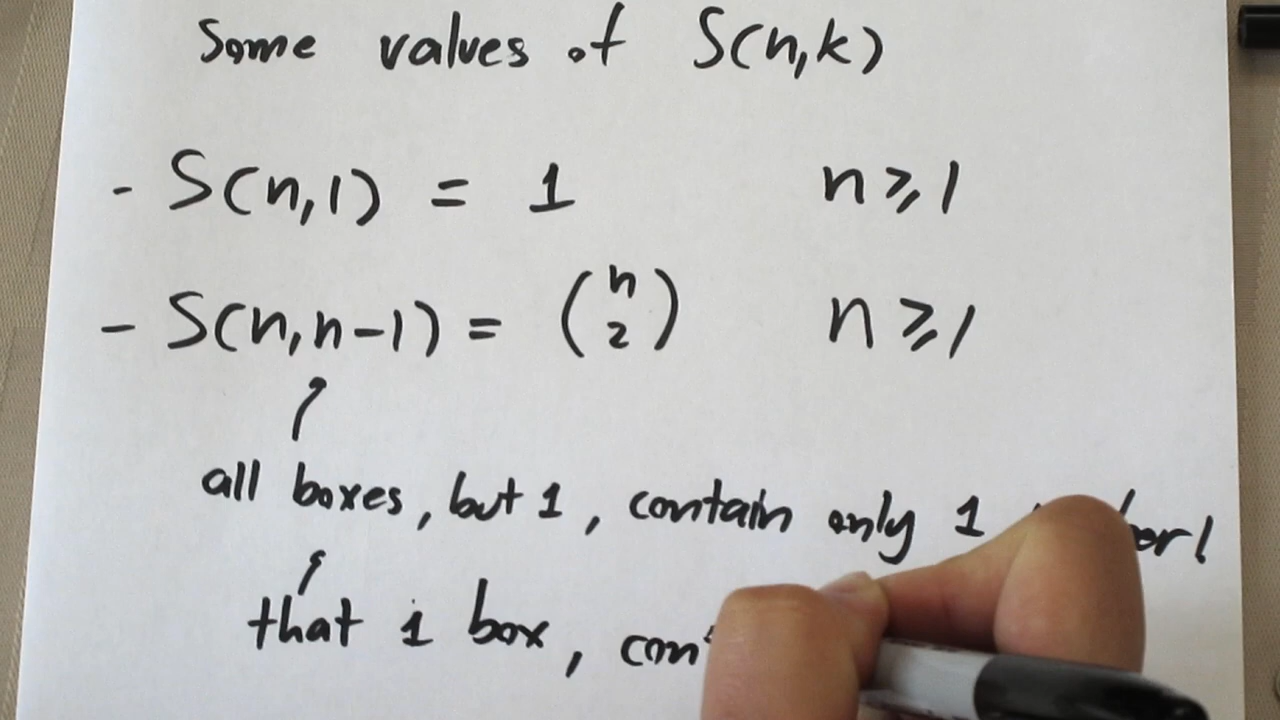 Some values of S(n,k)
- S(n,1) = 1 n ⩾ 1
- S(n,n-1) = (n 2) n ⩾ 1
all boxes, but 1, contain only 1
that 1 box,